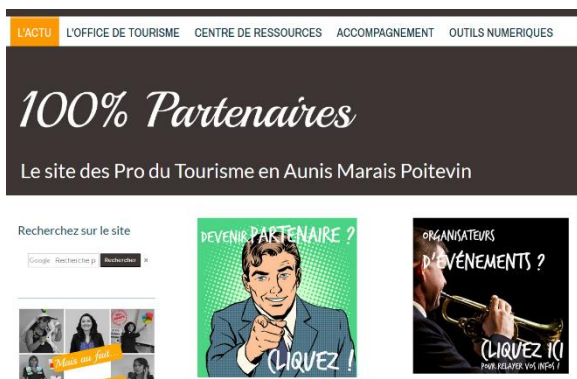 L'ACTU L'OFFICE DE TOURISME CENTRE DE RESSOURCES ACCOMPAGNEMENT OUTILS NUMERIQUES
100% Partenaires
Le site des Pro du Tourisme en Aunis Marais Poitevin
Recherchez sur le site
Google Recherche p Rechercher ×
DEVENIR PARTENAIRE ?
CLIQUEZ !
ORGANISATEURS
D'ÉVÉNEMENTS ?
CLIQUEZ ICI
POUR RELAYER VOS INFOS !
Mais au fait...